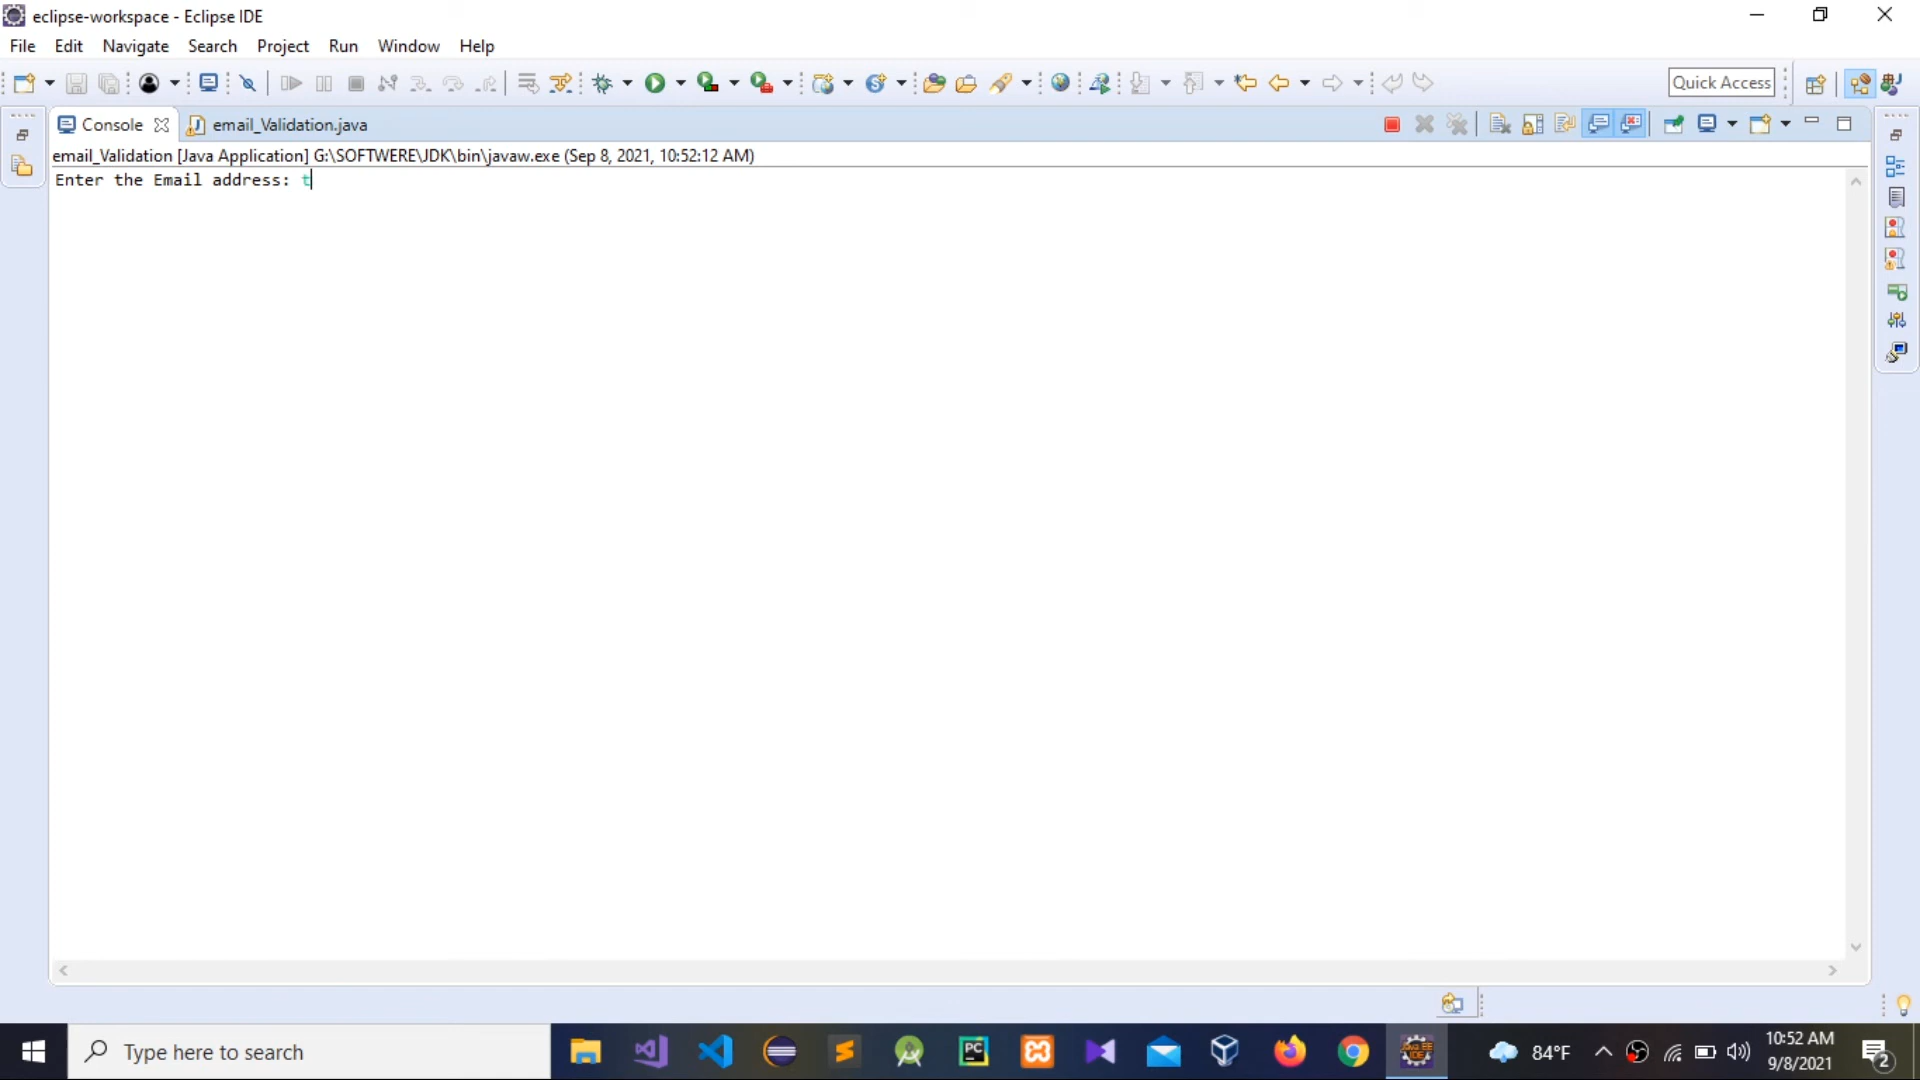 eclipse-workspace - Eclipse IDE
File Edit Navigate Search Project Run Window Help
Quick Access
Console email_Validation.java
email_Validation [Java Application] G:\SOFTWERE\JDK\bin\javaw.exe (Sep 8, 2021, 10:52:12 AM)
Enter the Email address: t
Type here to search
PC
84°F
10:52 AM
9/8/2021
2